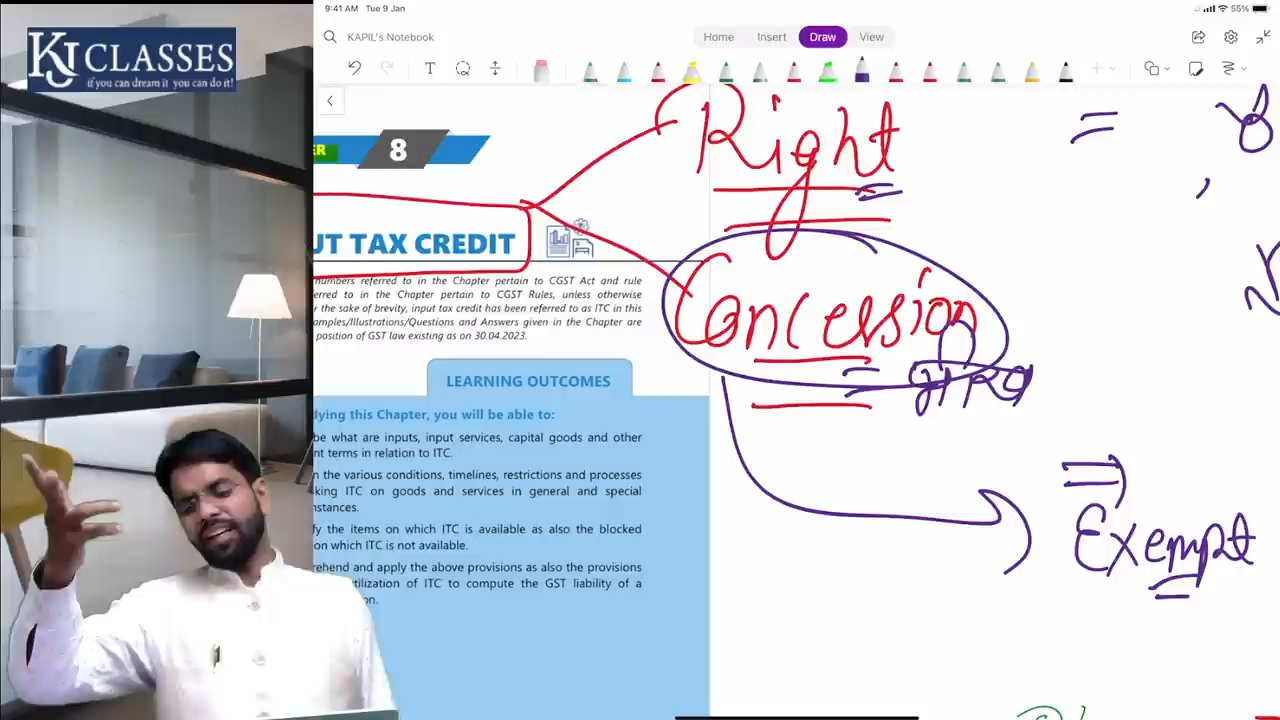 9:41 AM Tue 9 Jan
55%
KAPIL's Notebook
Home Insert Draw View
T
KJ CLASSES
if you can dream it you can do it!
ER 8
UT TAX CREDIT
numbers referred to in the Chapter pertain to CGST Act and rule
erred to in the Chapter pertain to CGST Rules, unless otherwise
r the sake of brevity, input tax credit has been referred to as ITC in this
amples/Illustrations/Questions and Answers given in the Chapter are
position of GST law existing as on 30.04.2023.
LEARNING OUTCOMES
dying this Chapter, you will be able to:
be what are inputs, input services, capital goods and other
nt terms in relation to ITC.
n the various conditions, timelines, restrictions and processes
king ITC on goods and services in general and special
nstances.
fy the items on which ITC is available as also the blocked
on which ITC is not available.
rehend and apply the above provisions as also the provisions
tilization of ITC to compute the GST liability of a
on.
Right =
Concession
Exempt